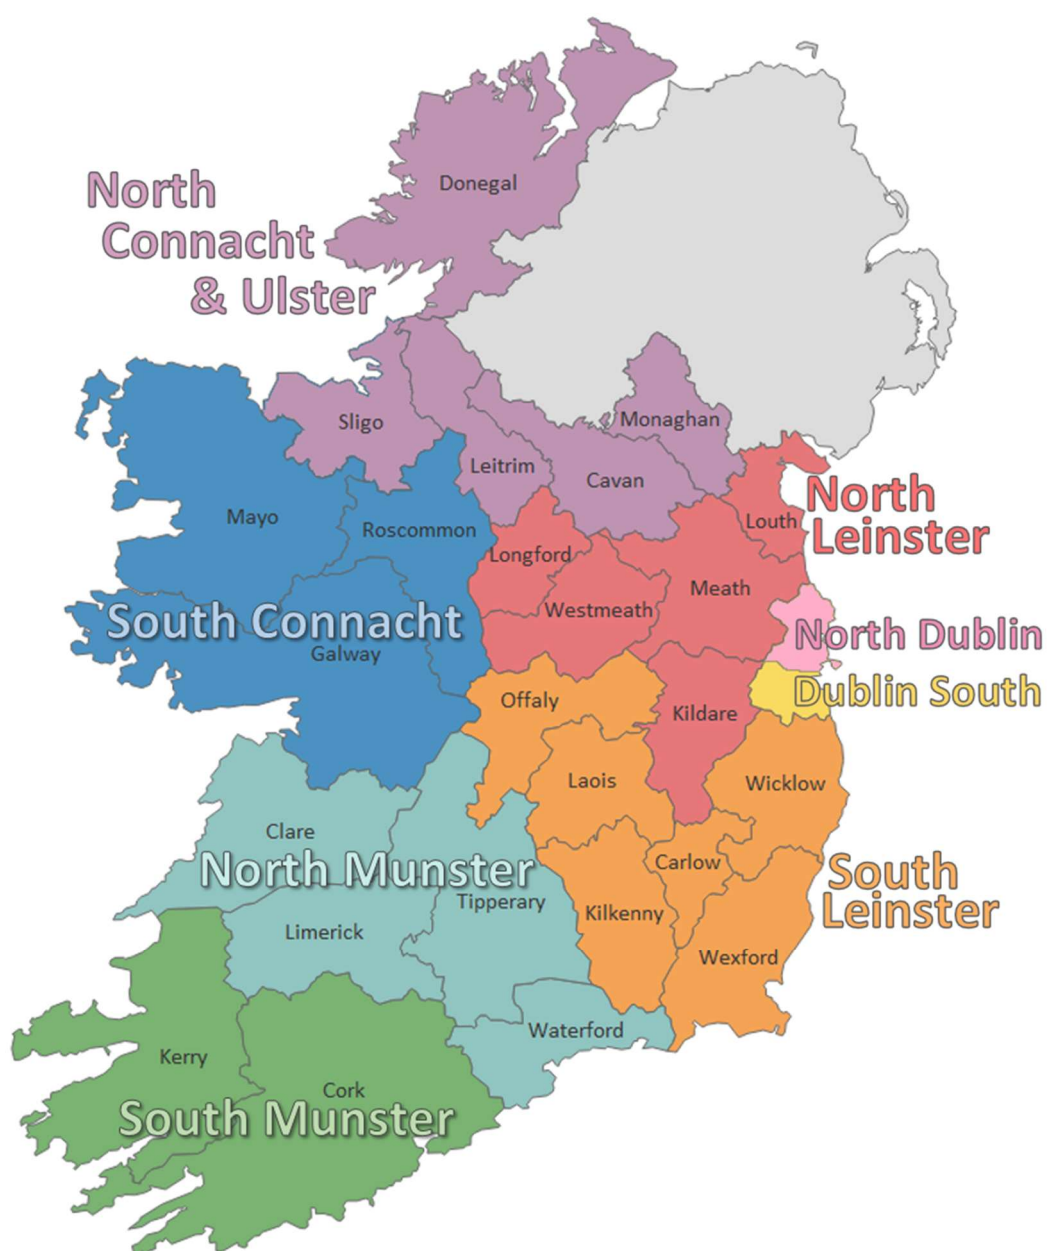 Donegal
North
Connacht
& Ulster
Monaghan
Sligo
Leitrim
Cavan
North
Leinster
Mayo
Roscommon
Louth
Longford
Meath
Westmeath
South Connacht
Galway
North Dublin
Dublin South
Offaly
Kildare
Laois
Wicklow
Clare
North Munster
Carlow
South
Leinster
Tipperary
Kilkenny
Limerick
Wexford
Waterford
Kerry
Cork
South Munster